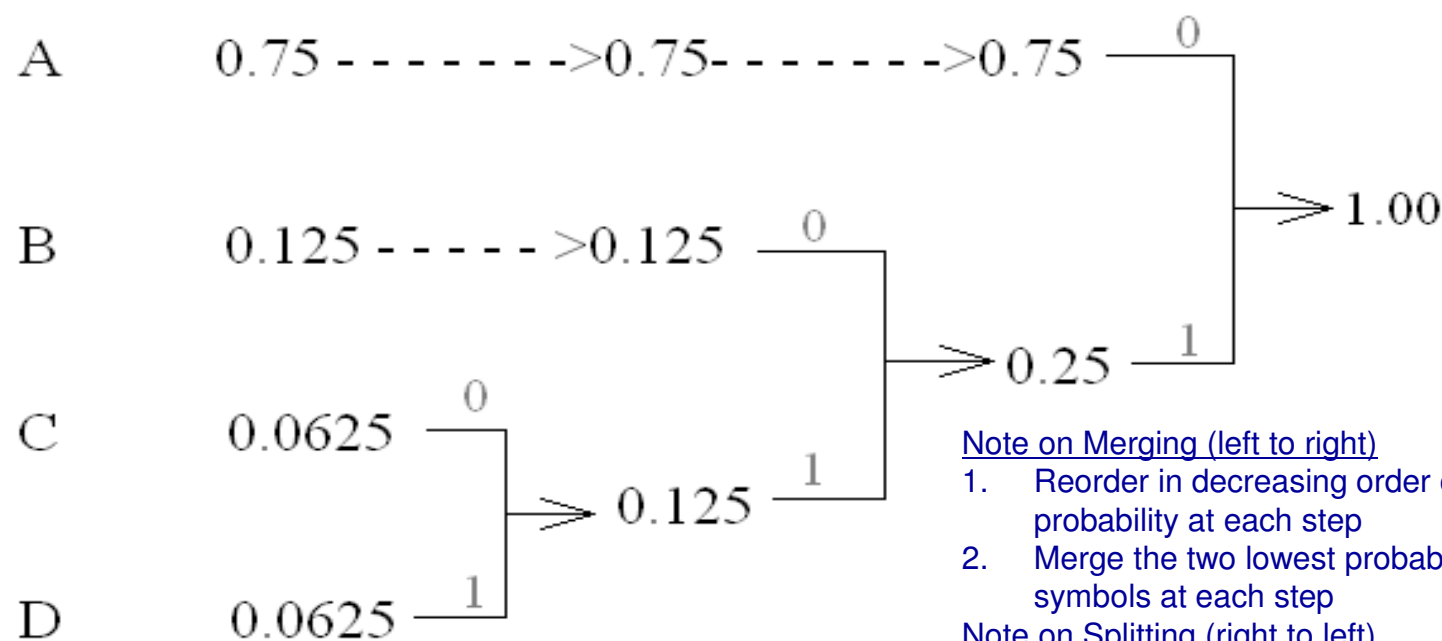 A 0.75 - - - - - - ->0.75- - - - - - ->0.75 0
1.00
B 0.125 - - - - - >0.125 0
0.25 1
C 0.0625 0
0.125 1
D 0.0625 1
Note on Merging (left to right)
1. Reorder in decreasing order
probability at each step
2. Merge the two lowest
symbols at each step
Note on Splitting (right to left)